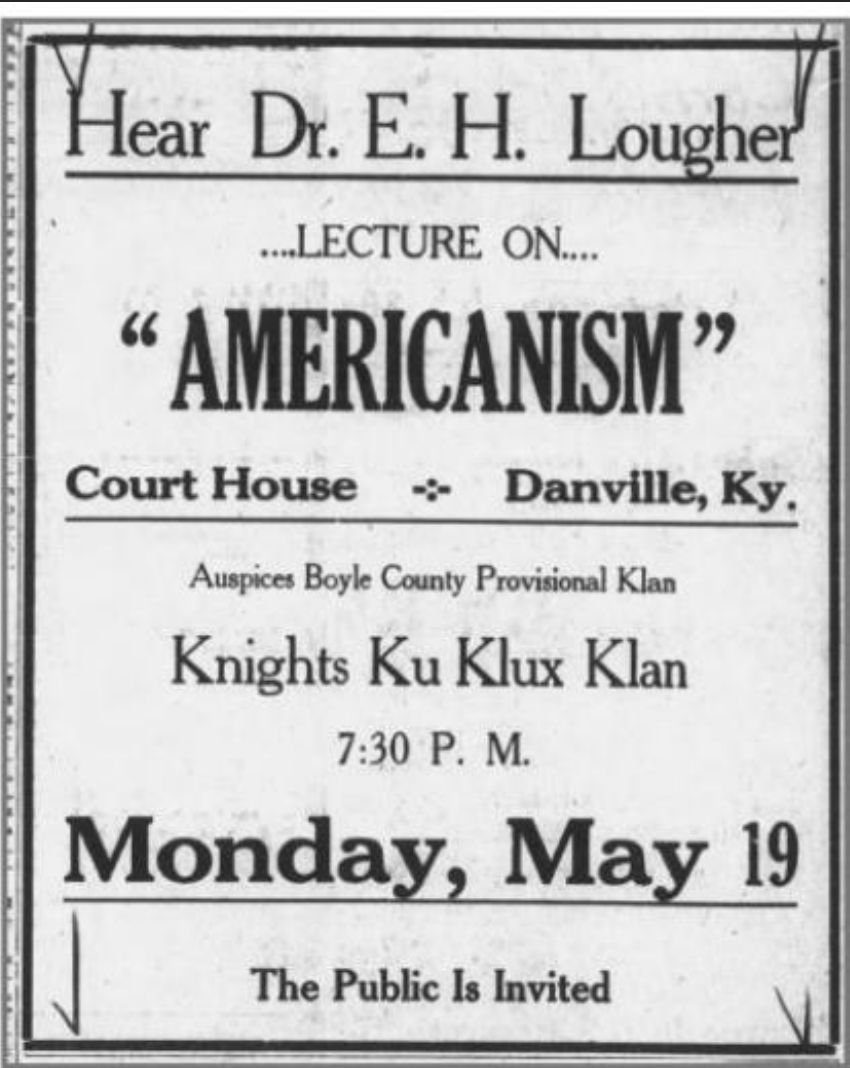 Hear Dr. E. H. Lougher
....LECTURE ON....
“AMERICANISM”
Court House -:- Danville, Ky.
Auspices Boyle County Provisional Klan
Knights Ku Klux Klan
7:30 P. M.
Monday, May 19
The Public Is Invited